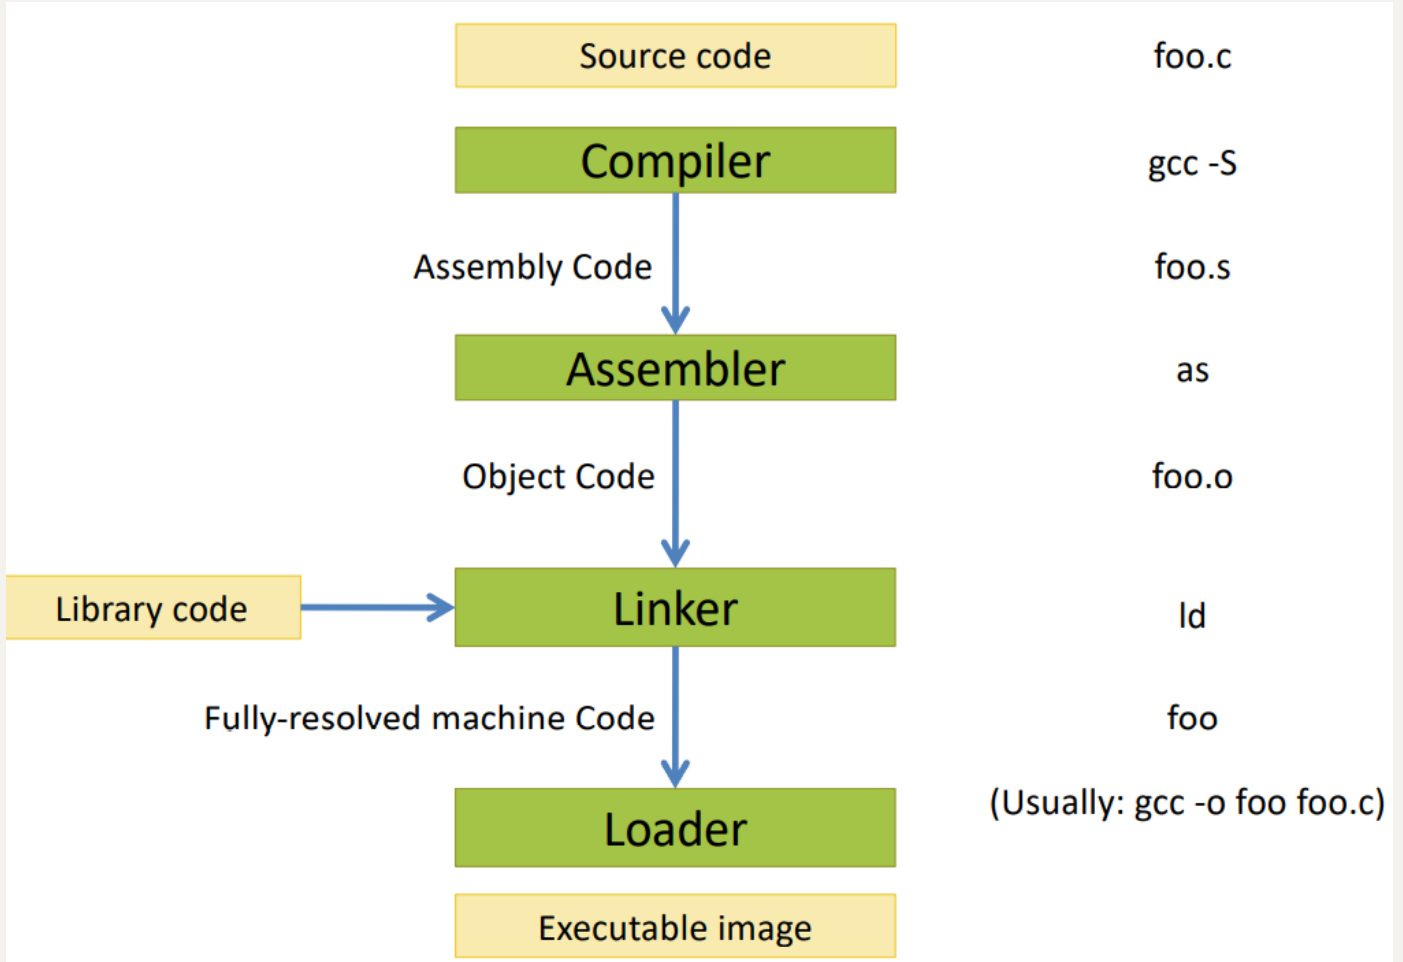 Source code
foo.c
Compiler
gcc -S
Assembly Code
foo.s
Assembler
as
Object Code
foo.o
Library code
Linker
ld
Fully-resolved machine Code
foo
(Usually: gcc -o foo foo.c)
Loader
Executable image